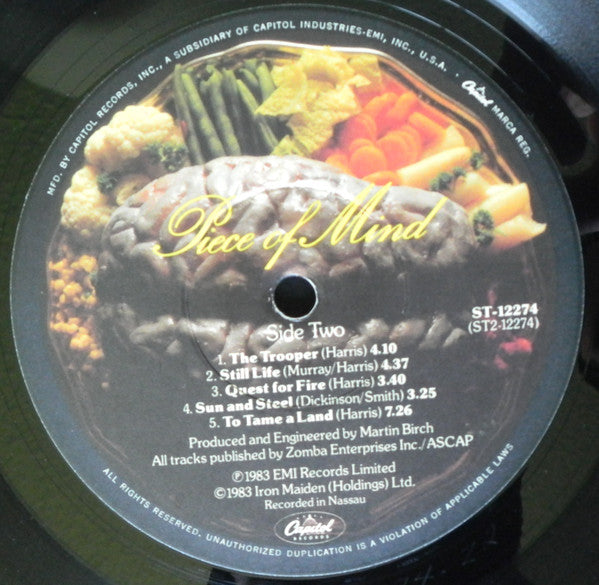 MFD. BY CAPITOL RECORDS, INC., A SUBSIDIARY OF CAPITOL INDUSTRIES-EMI, INC., U.S.A. · Capitol MARCA REG.
Piece of Mind
ST-12274
(ST2-12274)
Side Two
1. The Trooper (Harris) 4.10
2. Still Life (Murray/Harris) 4.37
3. Quest for Fire (Harris) 3.40
4. Sun and Steel (Dickinson/Smith) 3.25
5. To Tame a Land (Harris) 7.26
Produced and Engineered by Martin Birch
All tracks published by Zomba Enterprises Inc./ASCAP
℗1983 EMI Records Limited
©1983 Iron Maiden (Holdings) Ltd.
Recorded in Nassau
Capitol
RECORDS
ALL RIGHTS RESERVED. UNAUTHORIZED DUPLICATION IS A VIOLATION OF APPLICABLE LAWS